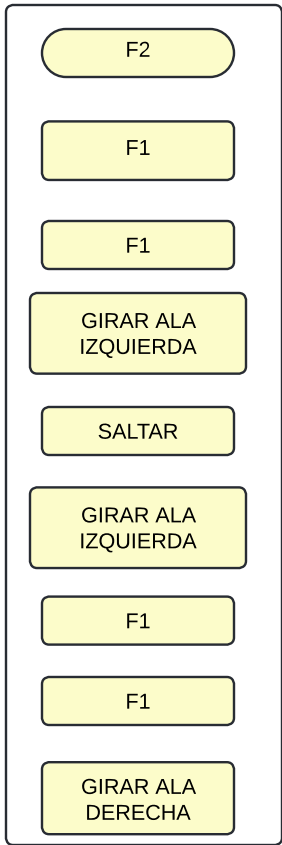 F2
F1
F1
GIRAR ALA
IZQUIERDA
SALTAR
GIRAR ALA
IZQUIERDA
F1
F1
GIRAR ALA
DERECHA